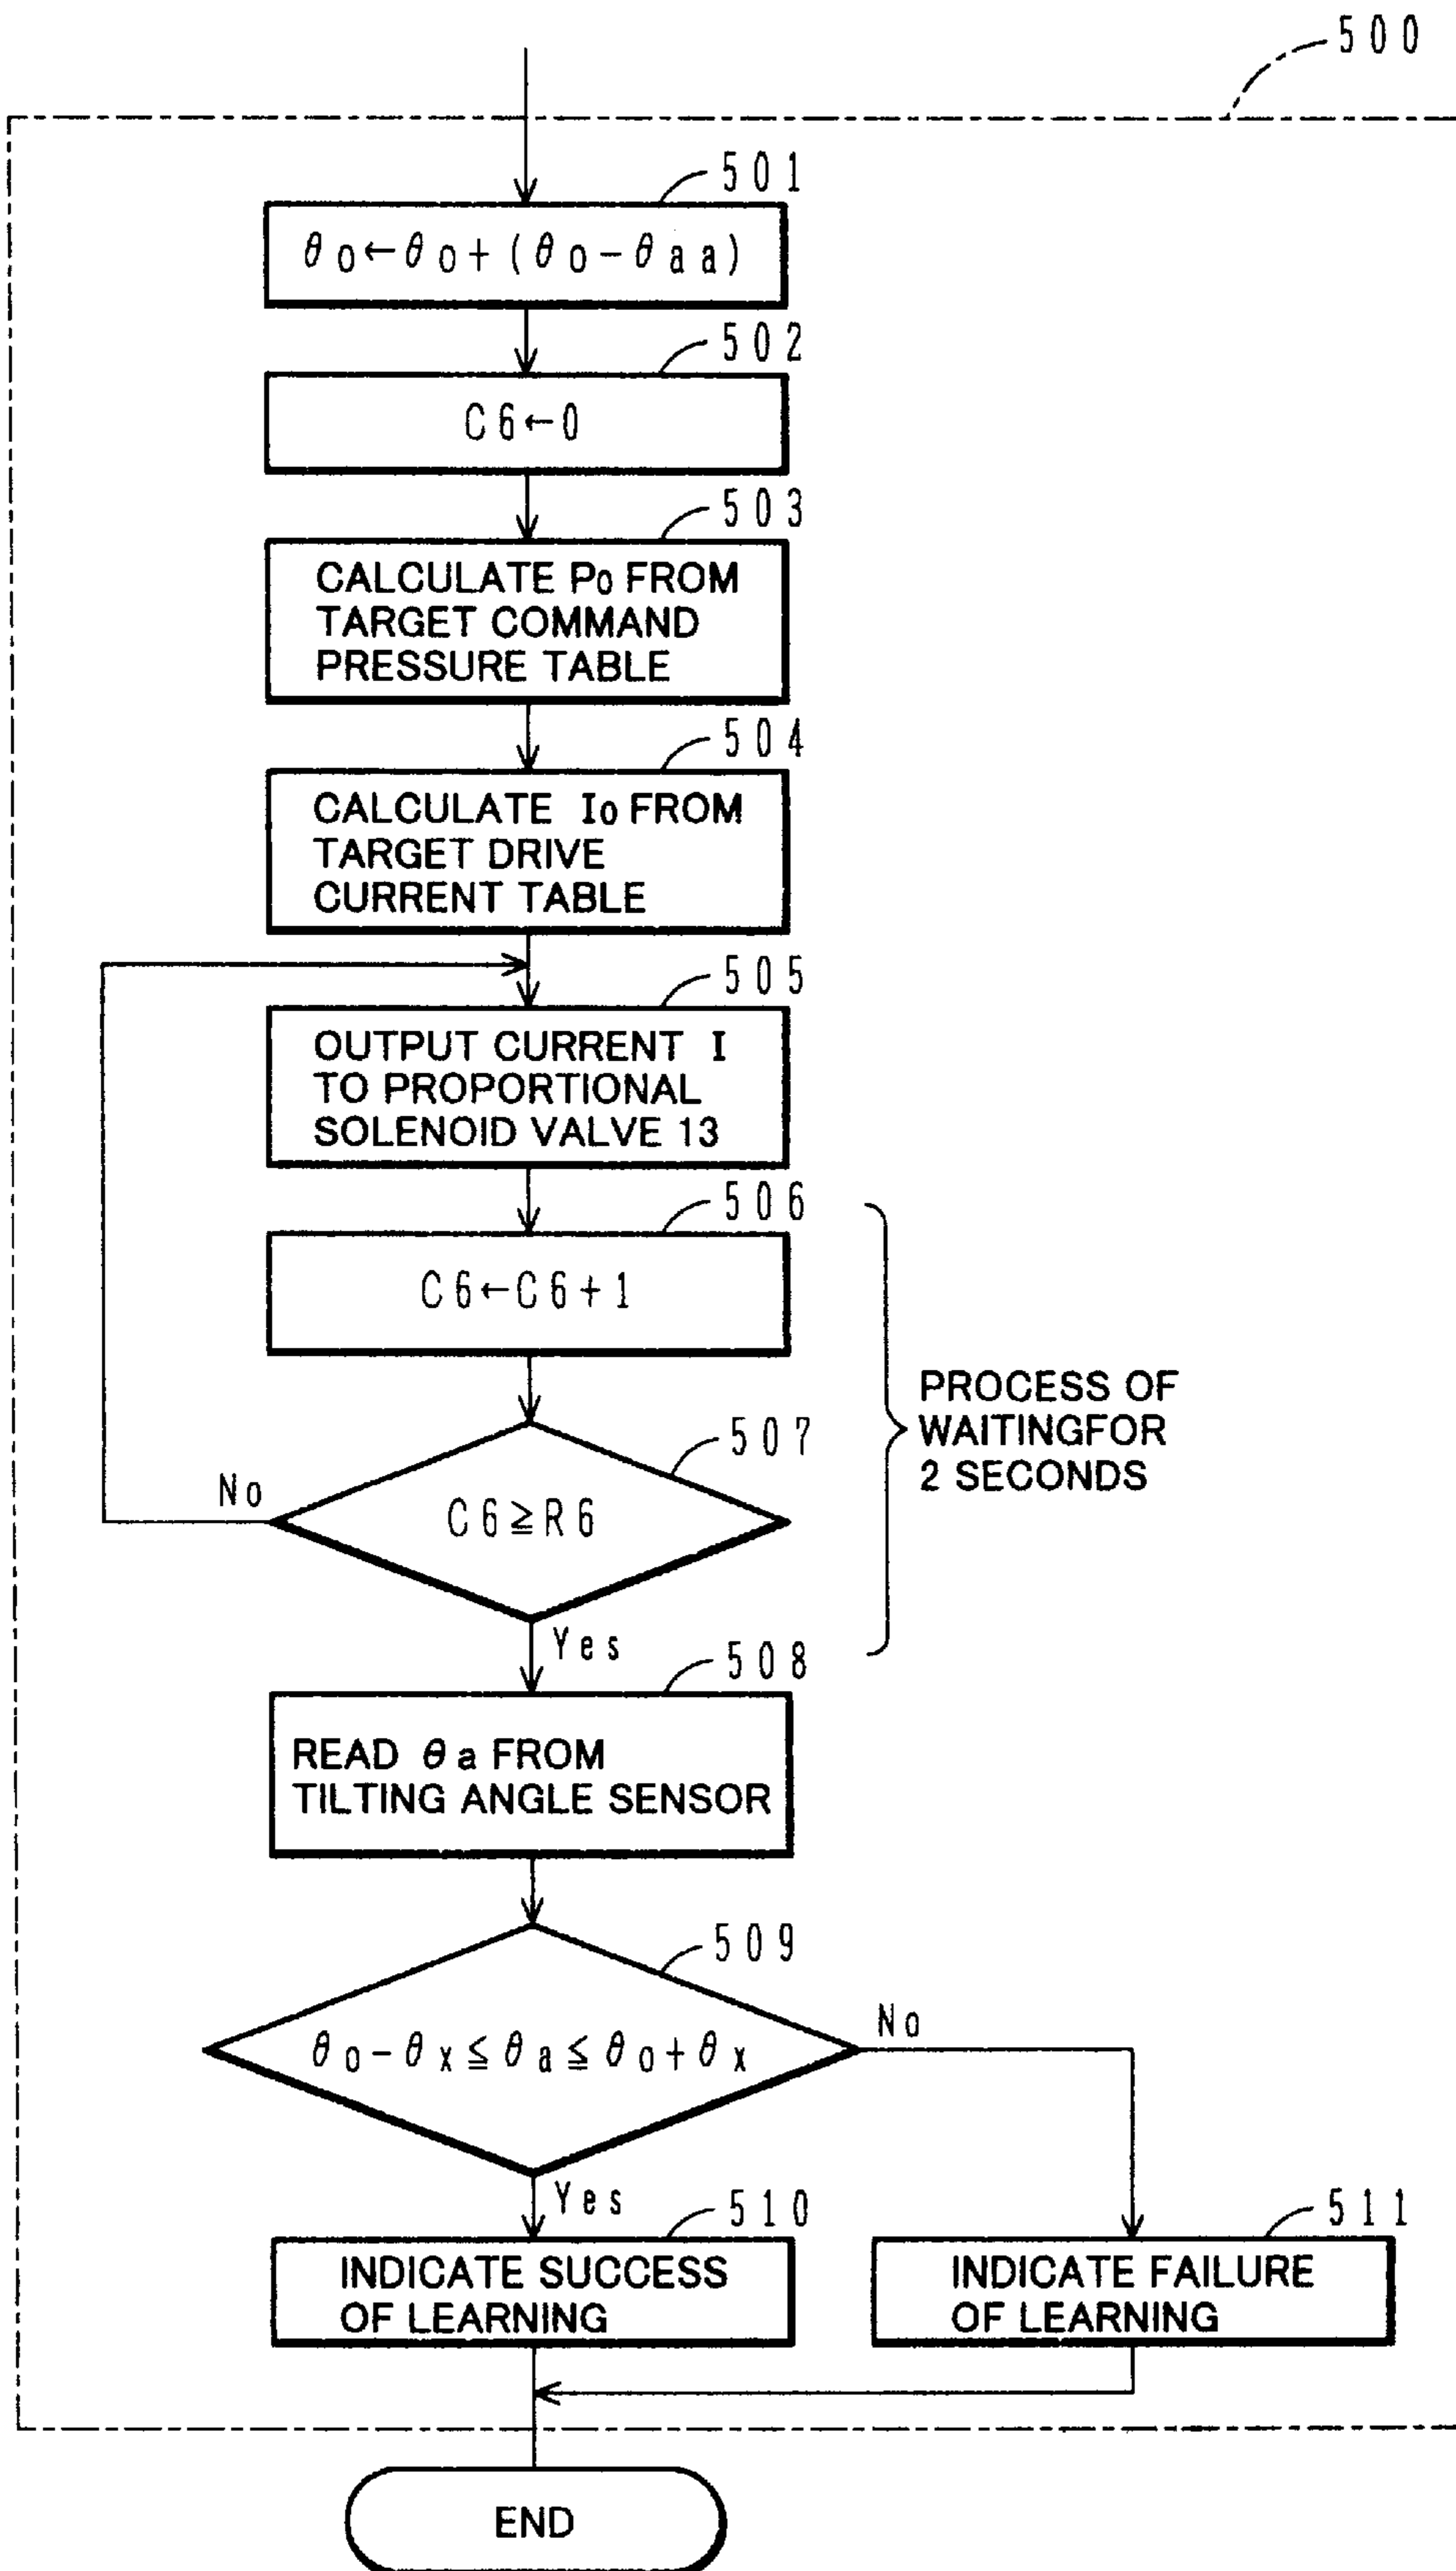 500
501
θo←θo+(θo-θaa)
502
C6←0
503
CALCULATE Po FROM
TARGET COMMAND
PRESSURE TABLE
504
CALCULATE Io FROM
TARGET DRIVE
CURRENT TABLE
505
OUTPUT CURRENT I
TO PROPORTIONAL
SOLENOID VALVE 13
506
C6←C6+1
PROCESS OF
WAITINGFOR
2 SECONDS
507
No
C6≧R6
Yes
508
READ θa FROM
TILTING ANGLE SENSOR
509
No
θo-θx≦θa≦θo+θx
Yes
510
INDICATE SUCCESS
OF LEARNING
511
INDICATE FAILURE
OF LEARNING
END